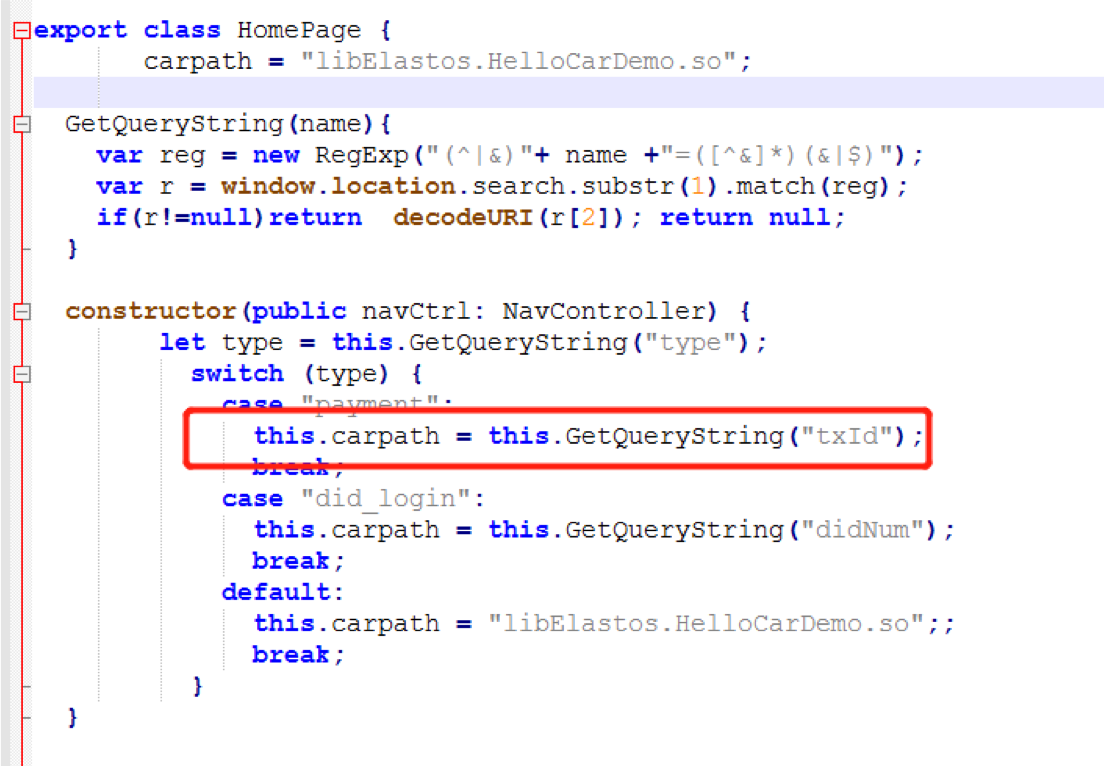 export class HomePage {
carpath = "libElastos.HelloCarDemo.so";
GetQueryString(name){
var reg = new RegExp("(^|&)"+ name +"=([^&]*)(&|$)");
var r = window.location.search.substr(1).match(reg);
if(r!=null)return  decodeURI(r[2]); return null;
}
constructor(public navCtrl: NavController) {
let type = this.GetQueryString("type");
switch (type) {
case "payment":
this.carpath = this.GetQueryString("txId");
break;
case "did_login":
this.carpath = this.GetQueryString("didNum");
break;
default:
this.carpath = "libElastos.HelloCarDemo.so";;
break;
}
}